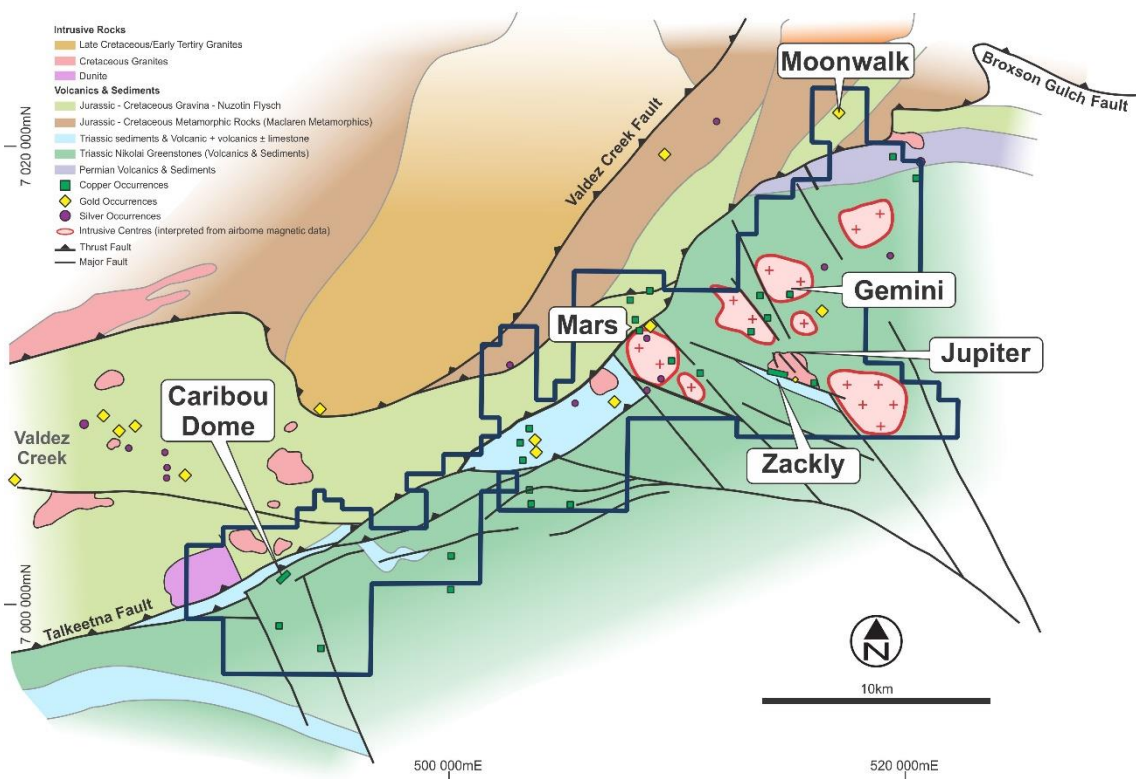 Intrusive Rocks
Late Cretaceous/Early Tertiry Granites
Cretaceous Granites
Dunite
Volcanics & Sediments
Jurassic - Cretaceous Gravina - Nuzotin Flysch
Jurassic - Cretaceous Metamorphic Rocks (Maclaren Metamorphics)
Triassic sediments & Volcanic + volcanics ± limestone
Triassic Nikolai Greenstones (Volcanics & Sediments)
Permian Volcanics & Sediments
Copper Occurrences
Gold Occurrences
Silver Occurrences
Intrusive Centres (interpreted from airborne magnetic data)
Thrust Fault
Major Fault
7 020 000mN
Moonwalk
Broxson Gulch Fault
Valdez Creek Fault
Gemini
Mars
Jupiter
Caribou
Dome
Valdez
Creek
Zackly
7 000 000mN
Talkeetna Fault
N
10km
500 000mE
520 000mE